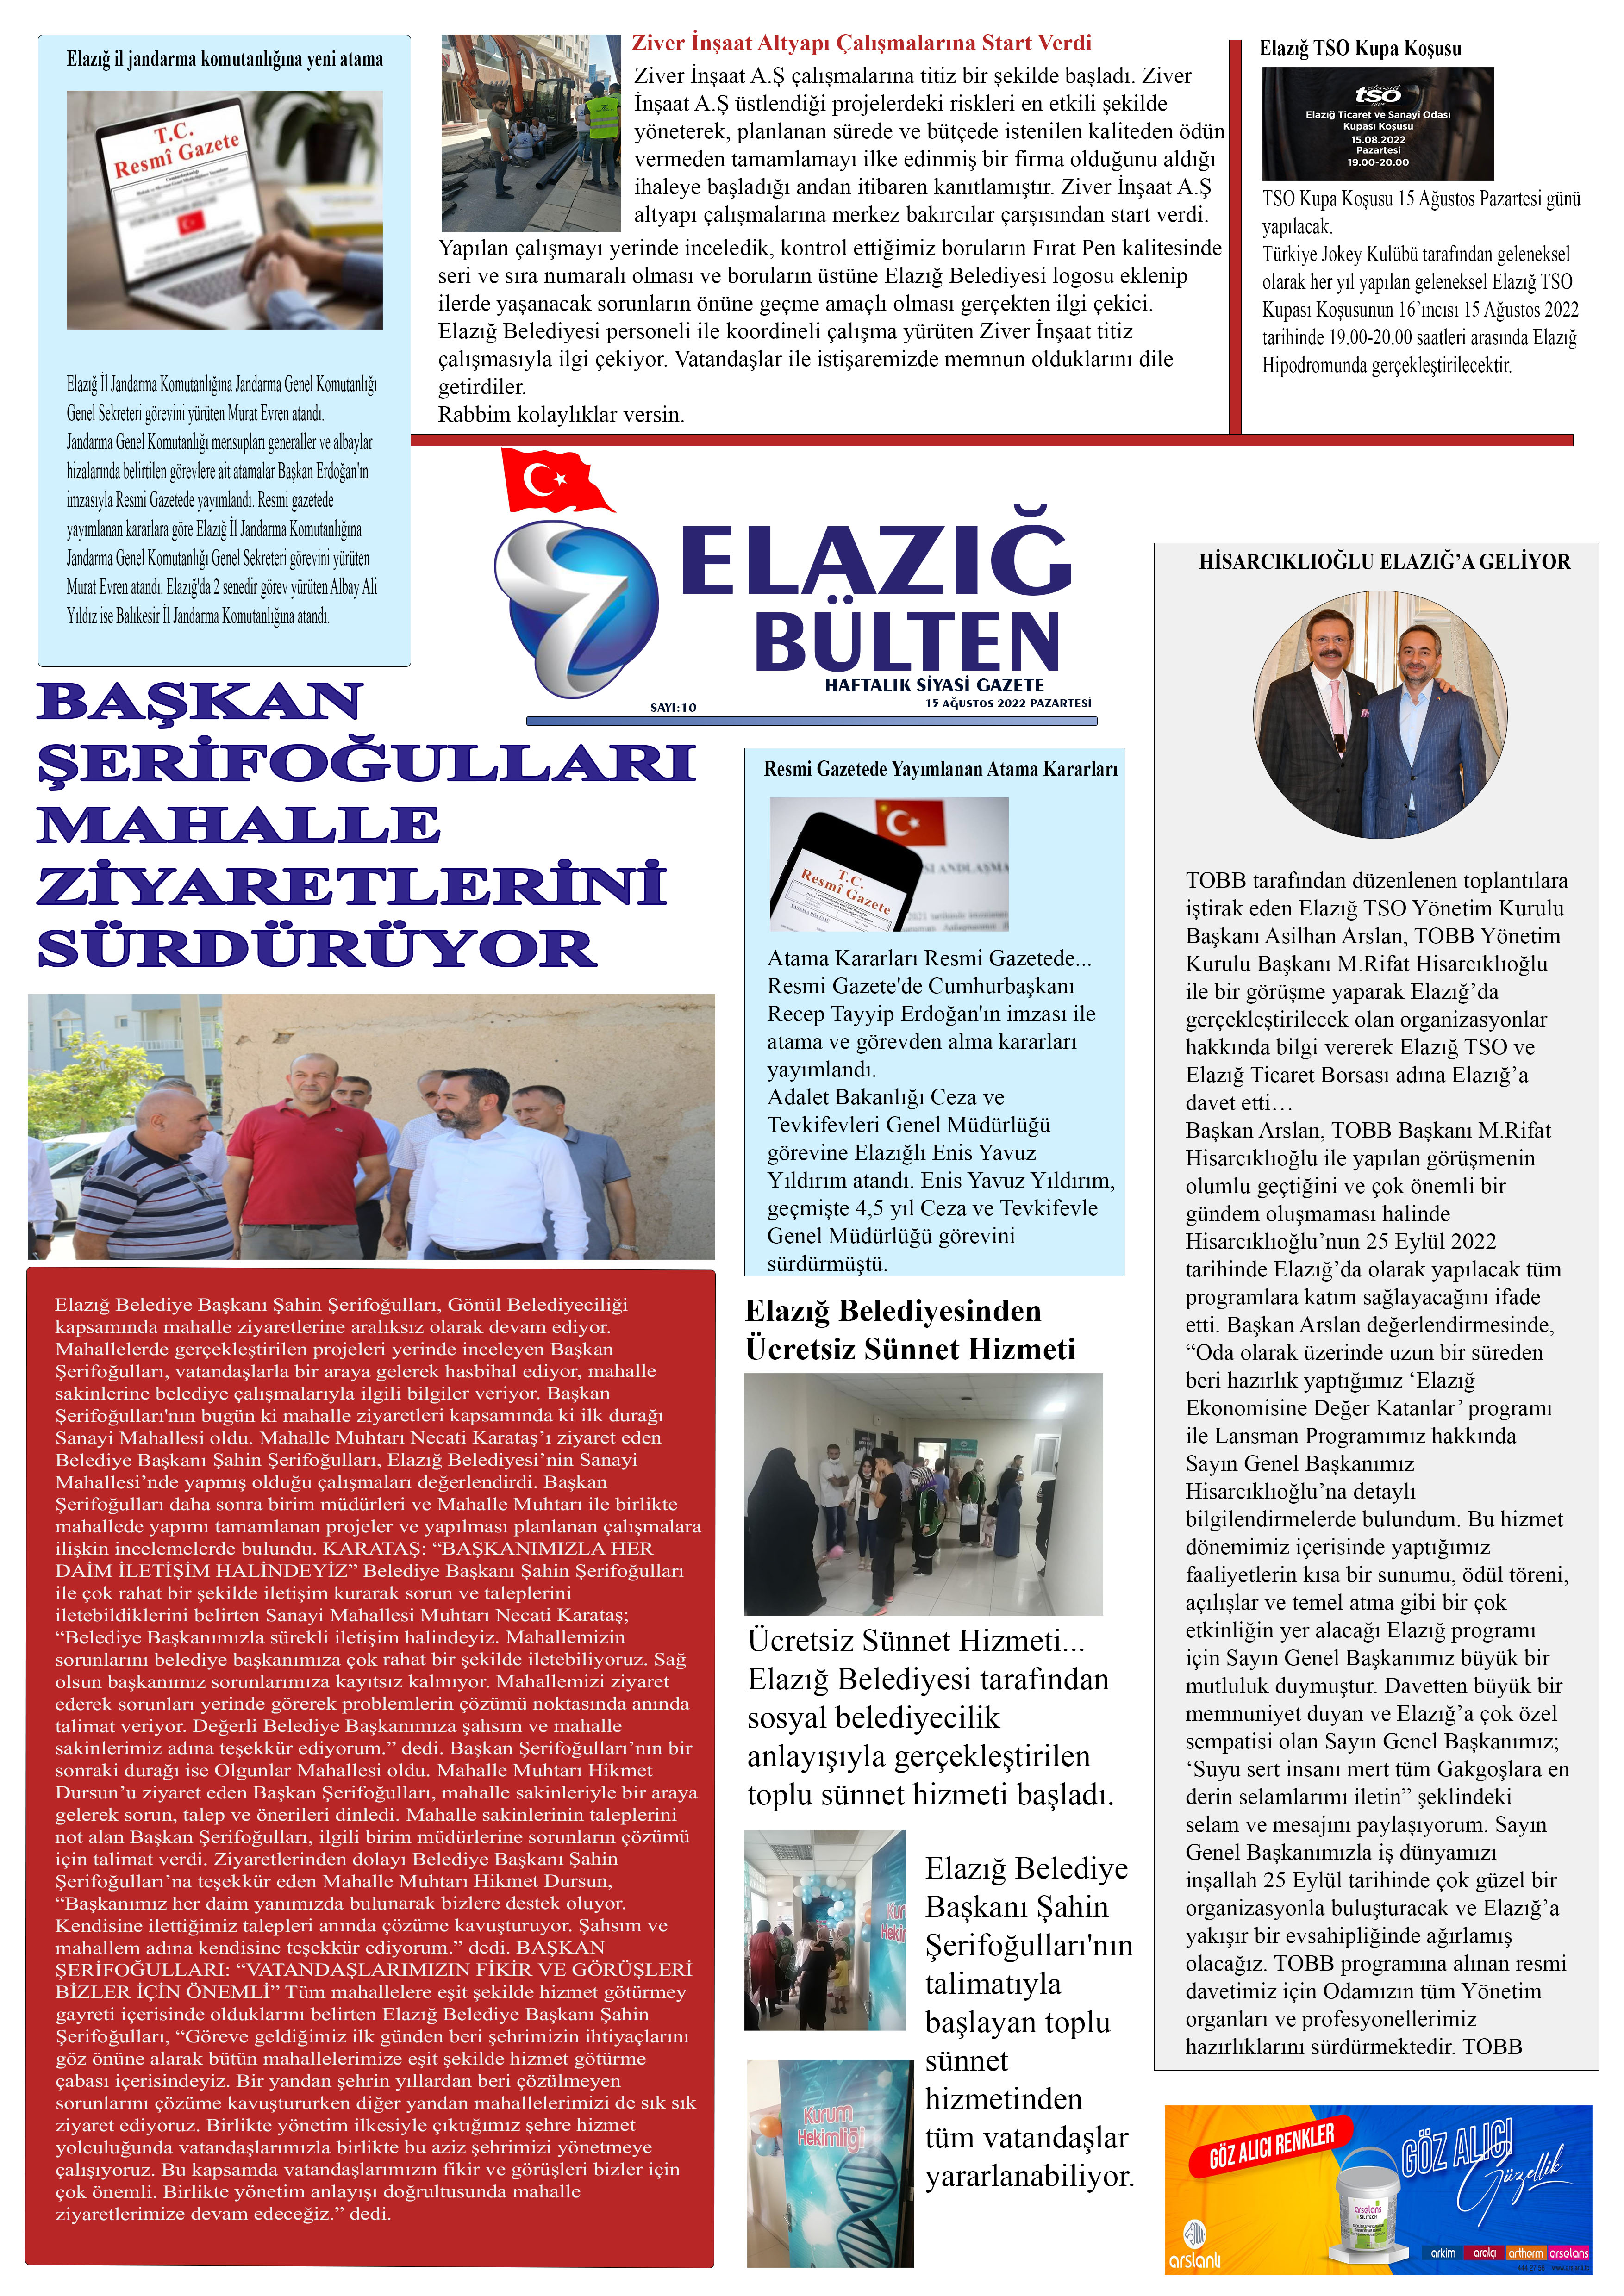 Elazığ il jandarma komutanlığına yeni atama
T.C.
Resmî Gazete
Elazığ İl Jandarma Komutanlığına Jandarma Genel Komutanlığı
Genel Sekreteri görevini yürüten Murat Evren atandı.
Jandarma Genel Komutanlığı mensupları generaller ve albaylar
hizalarında belirtilen görevlere ait atamalar Başkan Erdoğan'ın
imzasıyla Resmi Gazetede yayımlandı. Resmi gazetede
yayımlanan kararlara göre Elazığ İl Jandarma Komutanlığına
Jandarma Genel Komutanlığı Genel Sekreteri görevini yürüten
Murat Evren atandı. Elazığ'da 2 senedir görev yürüten Albay Ali
Yıldız ise Balıkesir İl Jandarma Komutanlığına atandı.
Ziver İnşaat Altyapı Çalışmalarına Start Verdi
Ziver İnşaat A.Ş çalışmalarına titiz bir şekilde başladı. Ziver
İnşaat A.Ş üstlendiği projelerdeki riskleri en etkili şekilde
yöneterek, planlanan sürede ve bütçede istenilen kaliteden ödün
vermeden tamamlamayı ilke edinmiş bir firma olduğunu aldığı
ihaleye başladığı andan itibaren kanıtlamıştır. Ziver İnşaat A.Ş
altyapı çalışmalarına merkez bakırcılar çarşısından start verdi.
Yapılan çalışmayı yerinde inceledik, kontrol ettiğimiz boruların Fırat Pen kalitesinde
seri ve sıra numaralı olması ve boruların üstüne Elazığ Belediyesi logosu eklenip
ilerde yaşanacak sorunların önüne geçme amaçlı olması gerçekten ilgi çekici.
Elazığ Belediyesi personeli ile koordineli çalışma yürüten Ziver İnşaat titiz
çalışmasıyla ilgi çekiyor. Vatandaşlar ile istişaremizde memnun olduklarını dile
getirdiler.
Rabbim kolaylıklar versin.
Elazığ TSO Kupa Koşusu
elazığ
tso
Elazığ Ticaret ve Sanayi Odası
Kupası Koşusu
15.08.2022
Pazartesi
19.00-20.00
TSO Kupa Koşusu 15 Ağustos Pazartesi günü
yapılacak.
Türkiye Jokey Kulübü tarafından geleneksel
olarak her yıl yapılan geleneksel Elazığ TSO
Kupası Koşusunun 16’ıncısı 15 Ağustos 2022
tarihinde 19.00-20.00 saatleri arasında Elazığ
Hipodromunda gerçekleştirilecektir.
ELAZIĞ
BÜLTEN
HAFTALIK SİYASİ GAZETE
SAYI:10
15 AĞUSTOS 2022 PAZARTESİ
BAŞKAN
ŞERİFOĞULLARI
MAHALLE
ZİYARETLERİNİ
SÜRDÜRÜYOR
Elazığ Belediye Başkanı Şahin Şerifoğulları, Gönül Belediyeciliği
kapsamında mahalle ziyaretlerine aralıksız olarak devam ediyor.
Mahallelerde gerçekleştirilen projeleri yerinde inceleyen Başkan
Şerifoğulları, vatandaşlarla bir araya gelerek hasbihal ediyor, mahalle
sakinlerine belediye çalışmalarıyla ilgili bilgiler veriyor. Başkan
Şerifoğulları'nın bugün ki mahalle ziyaretleri kapsamında ki ilk durağı
Sanayi Mahallesi oldu. Mahalle Muhtarı Necati Karataş’ı ziyaret eden
Belediye Başkanı Şahin Şerifoğulları, Elazığ Belediyesi’nin Sanayi
Mahallesi’nde yapmış olduğu çalışmaları değerlendirdi. Başkan
Şerifoğulları daha sonra birim müdürleri ve Mahalle Muhtarı ile birlikte
mahallede yapımı tamamlanan projeler ve yapılması planlanan çalışmalara
ilişkin incelemelerde bulundu. KARATAŞ: “BAŞKANIMIZLA HER
DAİM İLETİŞİM HALİNDEYİZ” Belediye Başkanı Şahin Şerifoğulları
ile çok rahat bir şekilde iletişim kurarak sorun ve taleplerini
iletebildiklerini belirten Sanayi Mahallesi Muhtarı Necati Karataş;
“Belediye Başkanımızla sürekli iletişim halindeyiz. Mahallemizin
sorunlarını belediye başkanımıza çok rahat bir şekilde iletebiliyoruz. Sağ
olsun başkanımız sorunlarımıza kayıtsız kalmıyor. Mahallemizi ziyaret
ederek sorunları yerinde görerek problemlerin çözümü noktasında anında
talimat veriyor. Değerli Belediye Başkanımıza şahsım ve mahalle
sakinlerimiz adına teşekkür ediyorum.” dedi. Başkan Şerifoğulları’nın bir
sonraki durağı ise Olgunlar Mahallesi oldu. Mahalle Muhtarı Hikmet
Dursun’u ziyaret eden Başkan Şerifoğulları, mahalle sakinleriyle bir araya
gelerek sorun, talep ve önerileri dinledi. Mahalle sakinlerinin taleplerini
not alan Başkan Şerifoğulları, ilgili birim müdürlerine sorunların çözümü
için talimat verdi. Ziyaretlerinden dolayı Belediye Başkanı Şahin
Şerifoğulları’na teşekkür eden Mahalle Muhtarı Hikmet Dursun,
“Başkanımız her daim yanımızda bulunarak bizlere destek oluyor.
Kendisine ilettiğimiz talepleri anında çözüme kavuşturuyor. Şahsım ve
mahallem adına kendisine teşekkür ediyorum.” dedi. BAŞKAN
ŞERİFOĞULLARI: “VATANDAŞLARIMIZIN FİKİR VE GÖRÜŞLERİ
BİZLER İÇİN ÖNEMLİ” Tüm mahallelere eşit şekilde hizmet götürmey
gayreti içerisinde olduklarını belirten Elazığ Belediye Başkanı Şahin
Şerifoğulları, “Göreve geldiğimiz ilk günden beri şehrimizin ihtiyaçlarını
göz önüne alarak bütün mahallelerimize eşit şekilde hizmet götürme
çabası içerisindeyiz. Bir yandan şehrin yıllardan beri çözülmeyen
sorunlarını çözüme kavuştururken diğer yandan mahallelerimizi de sık sık
ziyaret ediyoruz. Birlikte yönetim ilkesiyle çıktığımız şehre hizmet
yolculuğunda vatandaşlarımızla birlikte bu aziz şehrimizi yönetmeye
çalışıyoruz. Bu kapsamda vatandaşlarımızın fikir ve görüşleri bizler için
çok önemli. Birlikte yönetim anlayışı doğrultusunda mahalle
ziyaretlerimize devam edeceğiz.” dedi.
Resmi Gazetede Yayımlanan Atama Kararları
T.C.
Resmî Gazete
Atama Kararları Resmi Gazetede...
Resmi Gazete'de Cumhurbaşkanı
Recep Tayyip Erdoğan'ın imzası ile
atama ve görevden alma kararları
yayımlandı.
Adalet Bakanlığı Ceza ve
Tevkifevleri Genel Müdürlüğü
görevine Elazığlı Enis Yavuz
Yıldırım atandı. Enis Yavuz Yıldırım,
geçmişte 4,5 yıl Ceza ve Tevkifevle
Genel Müdürlüğü görevini
sürdürmüştü.
Elazığ Belediyesinden
Ücretsiz Sünnet Hizmeti
Ücretsiz Sünnet Hizmeti...
Elazığ Belediyesi tarafından
sosyal belediyecilik
anlayışıyla gerçekleştirilen
toplu sünnet hizmeti başladı.
Kur
Hekim
Kurum
Hekimliği
Elazığ Belediye
Başkanı Şahin
Şerifoğulları'nın
talimatıyla
başlayan toplu
sünnet
hizmetinden
tüm vatandaşlar
yararlanabiliyor.
HİSARCIKLIOĞLU ELAZIĞ’A GELİYOR
TOBB tarafından düzenlenen toplantılara
iştirak eden Elazığ TSO Yönetim Kurulu
Başkanı Asilhan Arslan, TOBB Yönetim
Kurulu Başkanı M.Rifat Hisarcıklıoğlu
ile bir görüşme yaparak Elazığ’da
gerçekleştirilecek olan organizasyonlar
hakkında bilgi vererek Elazığ TSO ve
Elazığ Ticaret Borsası adına Elazığ’a
davet etti…
Başkan Arslan, TOBB Başkanı M.Rifat
Hisarcıklıoğlu ile yapılan görüşmenin
olumlu geçtiğini ve çok önemli bir
gündem oluşmaması halinde
Hisarcıklıoğlu’nun 25 Eylül 2022
tarihinde Elazığ’da olarak yapılacak tüm
programlara katım sağlayacağını ifade
etti. Başkan Arslan değerlendirmesinde,
“Oda olarak üzerinde uzun bir süreden
beri hazırlık yaptığımız ‘Elazığ
Ekonomisine Değer Katanlar’ programı
ile Lansman Programımız hakkında
Sayın Genel Başkanımız
Hisarcıklıoğlu’na detaylı
bilgilendirmelerde bulundum. Bu hizmet
dönemimiz içerisinde yaptığımız
faaliyetlerin kısa bir sunumu, ödül töreni,
açılışlar ve temel atma gibi bir çok
etkinliğin yer alacağı Elazığ programı
için Sayın Genel Başkanımız büyük bir
mutluluk duymuştur. Davetten büyük bir
memnuniyet duyan ve Elazığ’a çok özel
sempatisi olan Sayın Genel Başkanımız;
‘Suyu sert insanı mert tüm Gakgoşlara en
derin selamlarımı iletin” şeklindeki
selam ve mesajını paylaşıyorum. Sayın
Genel Başkanımızla iş dünyamızı
inşallah 25 Eylül tarihinde çok güzel bir
organizasyonla buluşturacak ve Elazığ’a
yakışır bir evsahipliğinde ağırlamış
olacağız. TOBB programına alınan resmi
davetimiz için Odamızın tüm Yönetim
organları ve profesyonellerimiz
hazırlıklarını sürdürmektedir. TOBB
GÖZ ALICI RENKLER
GÖZ ALICI
Güzellik
arselans
SILITECH
arslanlı
arkim aralçı artherm arselans